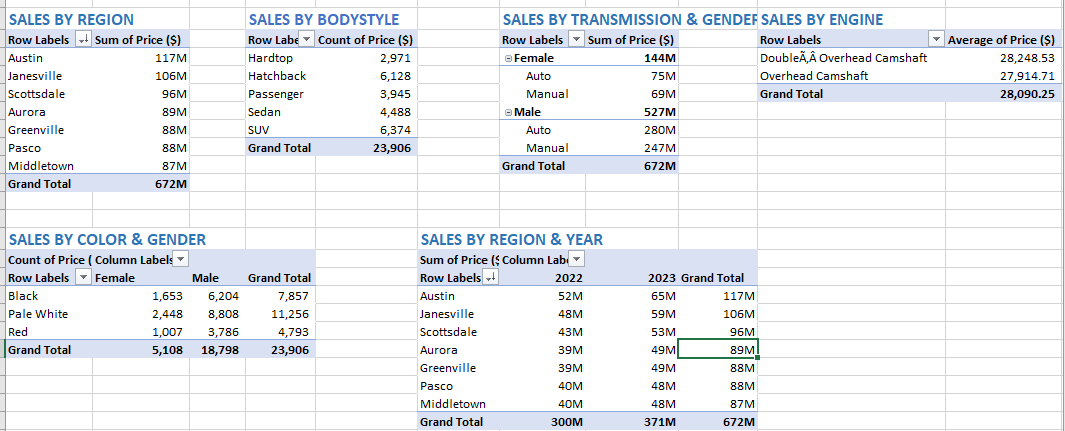 SALES BY REGION
Row Labels Sum of Price ($)
Austin 117M
Janesville 106M
Scottsdale 96M
Aurora 89M
Greenville 88M
Pasco 88M
Middletown 87M
Grand Total 672M
SALES BY BODYSTYLE
Row Labe Count of Price ($)
Hardtop 2,971
Hatchback 6,128
Passenger 3,945
Sedan 4,488
SUV 6,374
Grand Total 23,906
SALES BY TRANSMISSION & GENDER
Row Labels Sum of Price ($)
Female 144M
Auto 75M
Manual 69M
Male 527M
Auto 280M
Manual 247M
Grand Total 672M
SALES BY ENGINE
Row Labels Average of Price ($)
DoubleÃ,Â Overhead Camshaft 28,248.53
Overhead Camshaft 27,914.71
Grand Total 28,090.25
SALES BY COLOR & GENDER
Count of Price ( Column Labels
Row Labels Female Male Grand Total
Black 1,653 6,204 7,857
Pale White 2,448 8,808 11,256
Red 1,007 3,786 4,793
Grand Total 5,108 18,798 23,906
SALES BY REGION & YEAR
Sum of Price ($ Column Labe
Row Labels 2022 2023 Grand Total
Austin 52M 65M 117M
Janesville 48M 59M 106M
Scottsdale 43M 53M 96M
Aurora 39M 49M 89M
Greenville 39M 49M 88M
Pasco 40M 48M 88M
Middletown 40M 48M 87M
Grand Total 300M 371M 672M